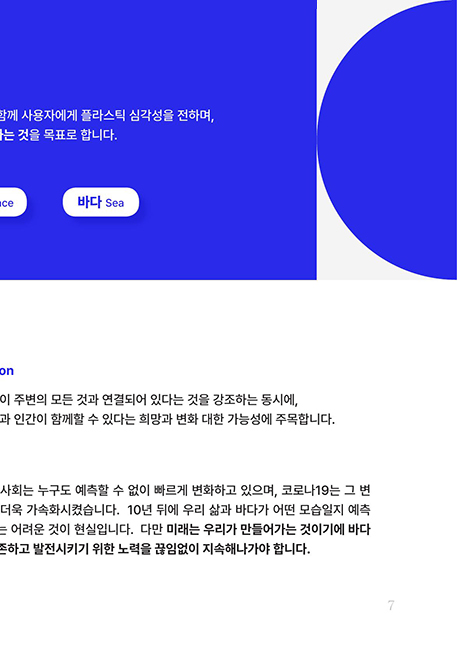 함께 사용자에게 플라스틱 심각성을 전하며,
는 것을 목표로 합니다.
nce
바다 Sea
on
이 주변의 모든 것과 연결되어 있다는 것을 강조하는 동시에,
과 인간이 함께할 수 있다는 희망과 변화 대한 가능성에 주목합니다.
사회는 누구도 예측할 수 없이 빠르게 변화하고 있으며, 코로나19는 그 변
더욱 가속화시켰습니다. 10년 뒤에 우리 삶과 바다가 어떤 모습일지 예측
는 어려운 것이 현실입니다. 다만 미래는 우리가 만들어가는 것이기에 바다
존하고 발전시키기 위한 노력을 끊임없이 지속해나가야 합니다.
7